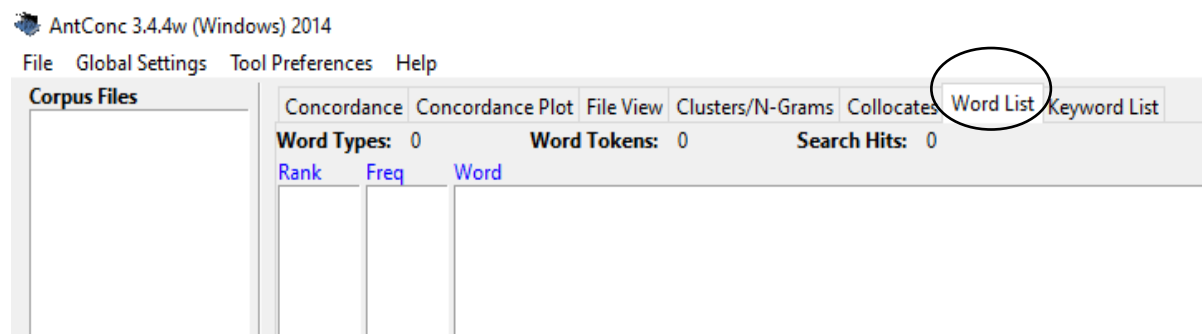 AntConc 3.4.4w (Windows) 2014
File Global Settings Tool Preferences Help
Corpus Files
Concordance Concordance Plot File View Clusters/N-Grams Collocates Word List Keyword List
Word Types: 0 Word Tokens: 0 Search Hits: 0
Rank Freq Word